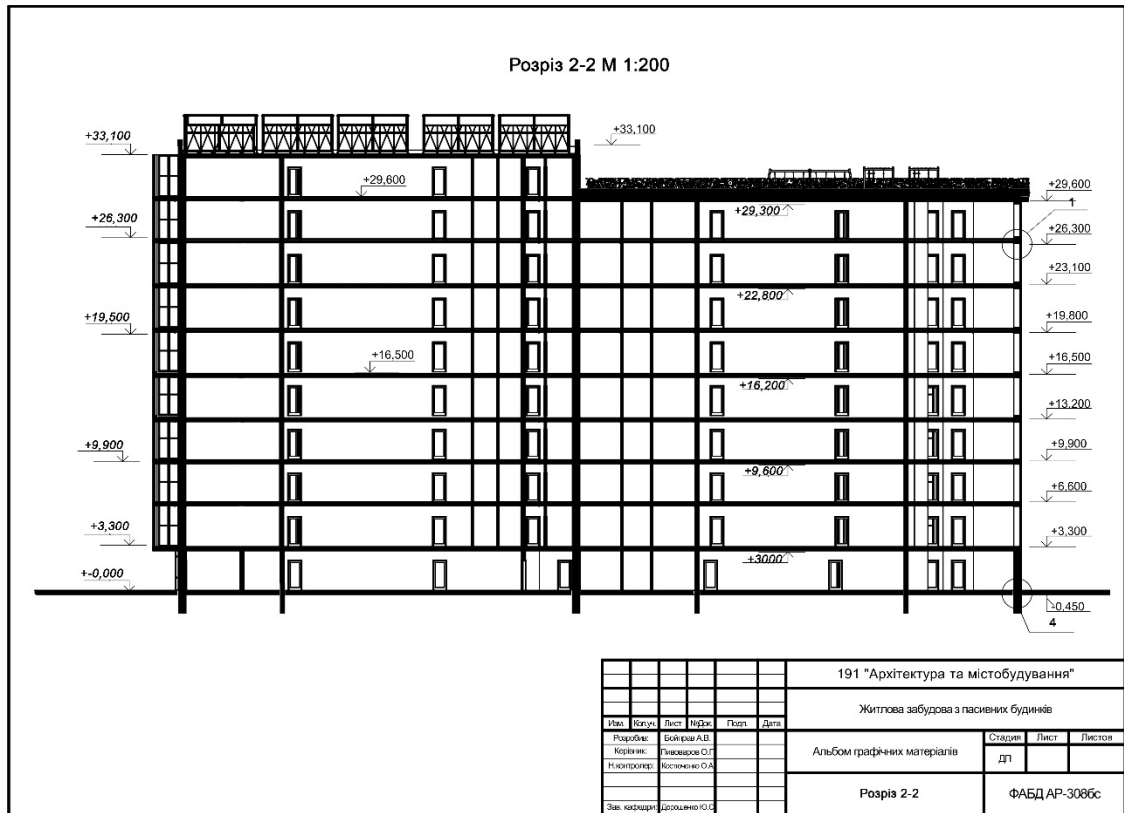 Розріз 2-2 М 1:200
+33,100
+33,100
+29,600
+29,600
+29,300
1
+26,300
+26,300
+23,100
+22,800
+19,500
+19,800
+16,500
+16,500
+16,200
+13,200
+9,900
+9,900
+9,600
+6,600
+3,300
+3,300
+3000
+-0,000
-0,450
4
191 "Архітектура та містобудування"
Житлова забудова з пасивних будинків
Изм. Кол.уч. Лист №Док. Подп. Дата
Розробив: Бойправ А.В.
Керівник: Пивоваров О.Г
Н.контролер: Костюченко О.А
Зав. кафедри: Дорошенко Ю.О
Альбом графічних матеріалів
Стадия Лист Листов
ДП
Розріз 2-2
ФАБД АР-308бс